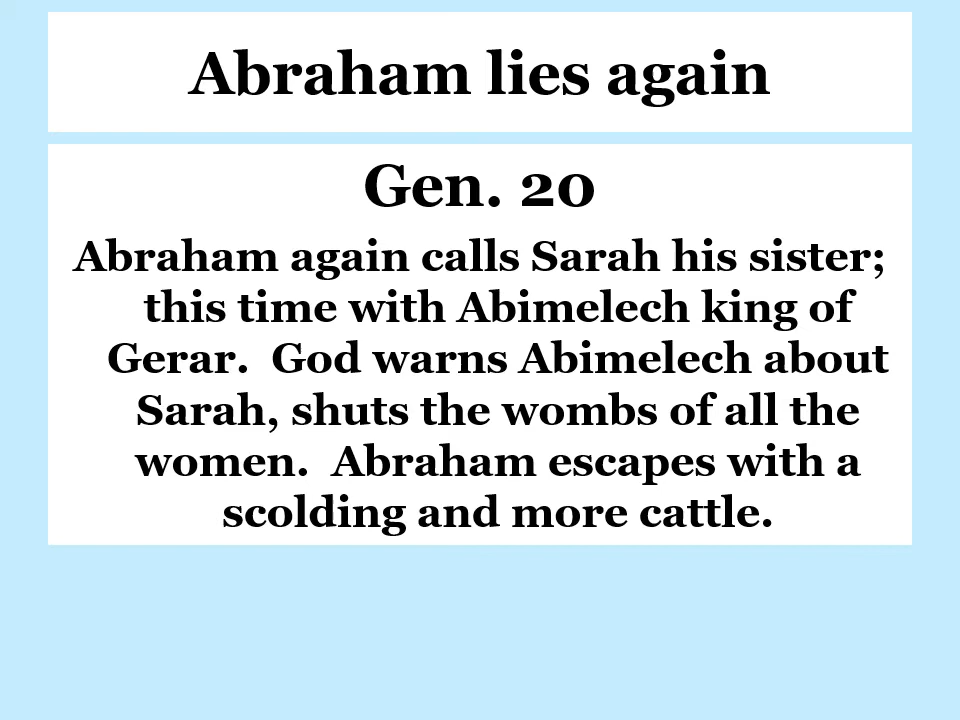 Abraham lies again
Gen. 20
Abraham again calls Sarah his sister;
this time with Abimelech king of
Gerar.  God warns Abimelech about
Sarah, shuts the wombs of all the
women.  Abraham escapes with a
scolding and more cattle.